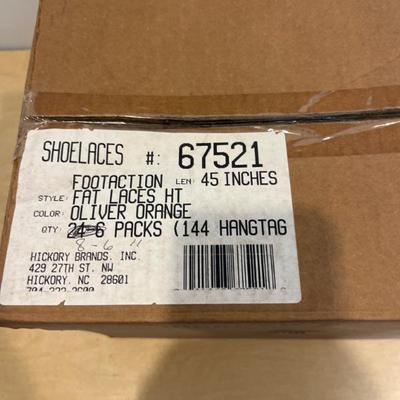 SHOELACES #: 67521
FOOTACTION LEN: 45 INCHES
STYLE: FAT LACES HT
COLOR: OLIVER ORANGE
QTY: 24-6 PACKS (144 HANGTAG
8-6 "
HICKORY BRANDS, INC.
429 27TH ST. NW
HICKORY, NC 28601